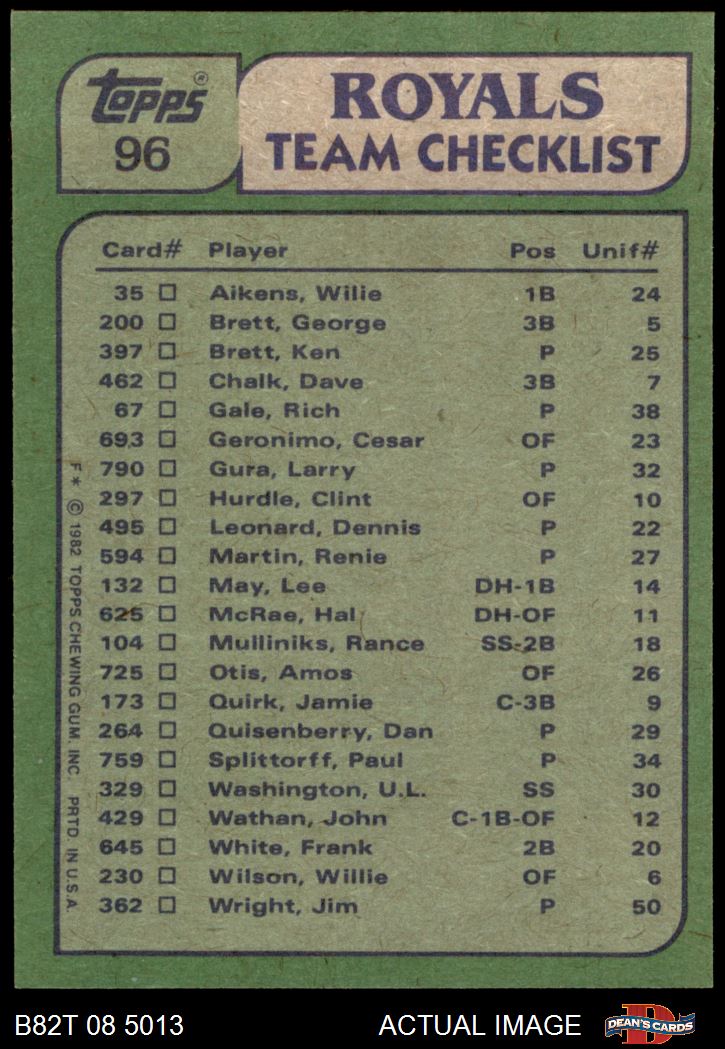 Topps®
96
ROYALS
TEAM CHECKLIST
Card# Player Pos Unif#
35 Aikens, Wilie 1B 24
200 Brett, George 3B 5
397 Brett, Ken P 25
462 Chalk, Dave 3B 7
67 Gale, Rich P 38
693 Geronimo, Cesar OF 23
790 Gura, Larry P 32
297 Hurdle, Clint OF 10
495 Leonard, Dennis P 22
594 Martin, Renie P 27
132 May, Lee DH-1B 14
625 McRae, Hal DH-OF 11
104 Mulliniks, Rance SS-2B 18
725 Otis, Amos OF 26
173 Quirk, Jamie C-3B 9
264 Quisenberry, Dan P 29
759 Splittorff, Paul P 34
329 Washington, U.L. SS 30
429 Wathan, John C-1B-OF 12
645 White, Frank 2B 20
230 Wilson, Willie OF 6
362 Wright, Jim P 50
F* © 1982 TOPPS CHEWING GUM, INC. PRTD. IN U.S.A.
B82T 08 5013 ACTUAL IMAGE
D
DEAN'S CARDS